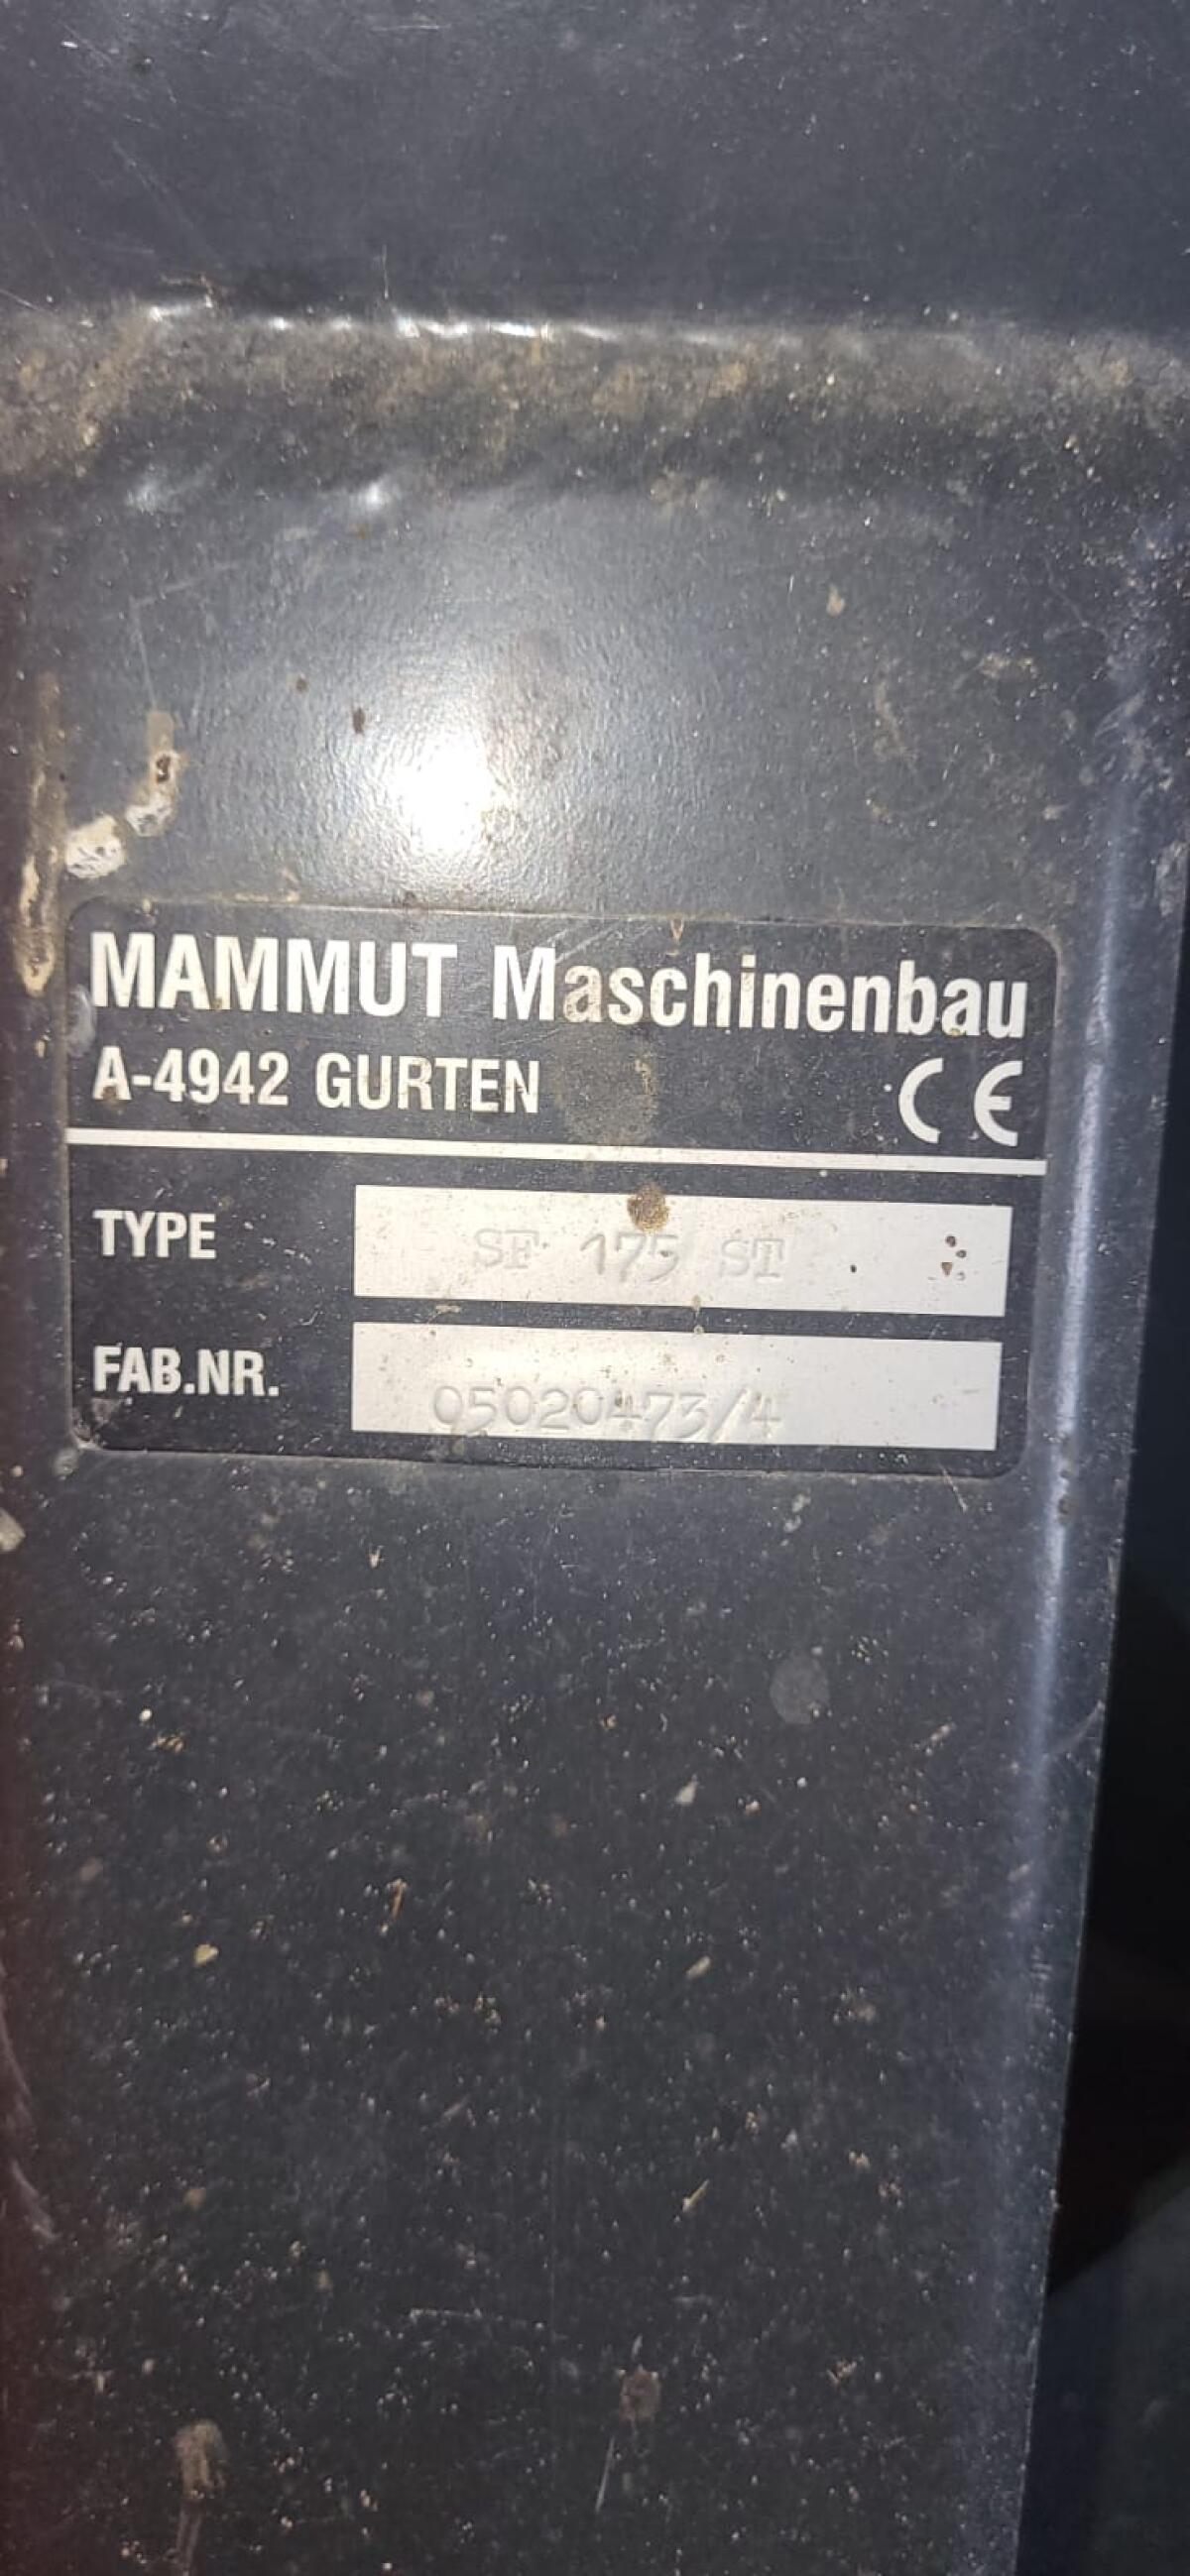 MAMMUT Maschinenbau
A-4942 GURTEN CE
TYPE SF 175 ST
FAB.NR. 05020473/4